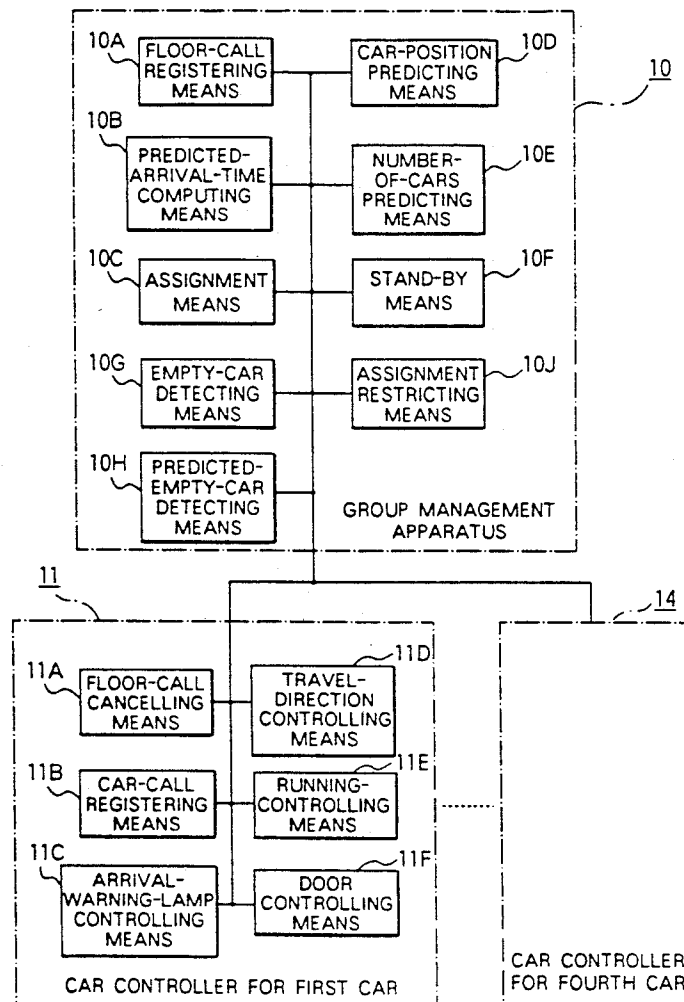 10A
FLOOR-CALL
REGISTERING
MEANS
10D
CAR-POSITION
PREDICTING
MEANS
10
10B
PREDICTED-
ARRIVAL-TIME
COMPUTING
MEANS
10E
NUMBER-
OF-CARS
PREDICTING
MEANS
10C
ASSIGNMENT
MEANS
10F
STAND-BY
MEANS
10G
EMPTY-CAR
DETECTING
MEANS
10J
ASSIGNMENT
RESTRICTING
MEANS
10H
PREDICTED-
EMPTY-CAR
DETECTING
MEANS
GROUP MANAGEMENT
APPARATUS
11
14
11A
FLOOR-CALL
CANCELLING
MEANS
11D
TRAVEL-
DIRECTION
CONTROLLING
MEANS
11B
CAR-CALL
REGISTERING
MEANS
11E
RUNNING-
CONTROLLING
MEANS
11C
ARRIVAL-
WARNING-LAMP
CONTROLLING
MEANS
11F
DOOR
CONTROLLING
MEANS
CAR CONTROLLER FOR FIRST CAR
CAR CONTROLLER
FOR FOURTH CAR